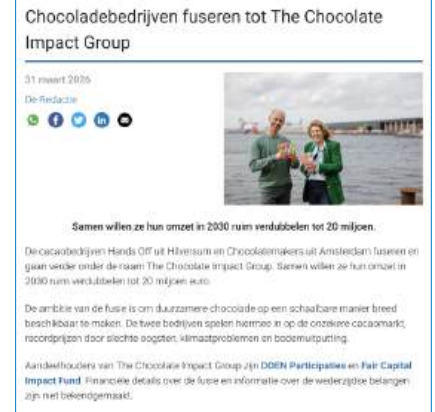 Chocoladebedrijven fuseren tot The Chocolate
Impact Group
31 maart 2026
De Redactie
Samen willen ze hun omzet in 2030 ruim verdubbelen tot 20 miljoen.
De cacaobedrijven Hands Off uit Hilversum en Chocolatemakers uit Amsterdam fuseren en
gaan verder onder de naam The Chocolate Impact Group. Samen willen ze hun omzet in
2030 ruim verdubbelen tot 20 miljoen euro.
De ambitie van de fusie is om duurzamere chocolade op een schaalbare manier breed
beschikbaar te maken. De twee bedrijven spelen hiermee in op de onzekere cacaomarkt,
recordprijzen door slechte oogsten, klimaatproblemen en bodemuitputting.
Aandeelhouders van The Chocolate Impact Group zijn DOEN Participaties en Fair Capital
Impact Fund. Financiële details over de fusie en informatie over de wederzijdse belangen
zijn niet bekendgemaakt.